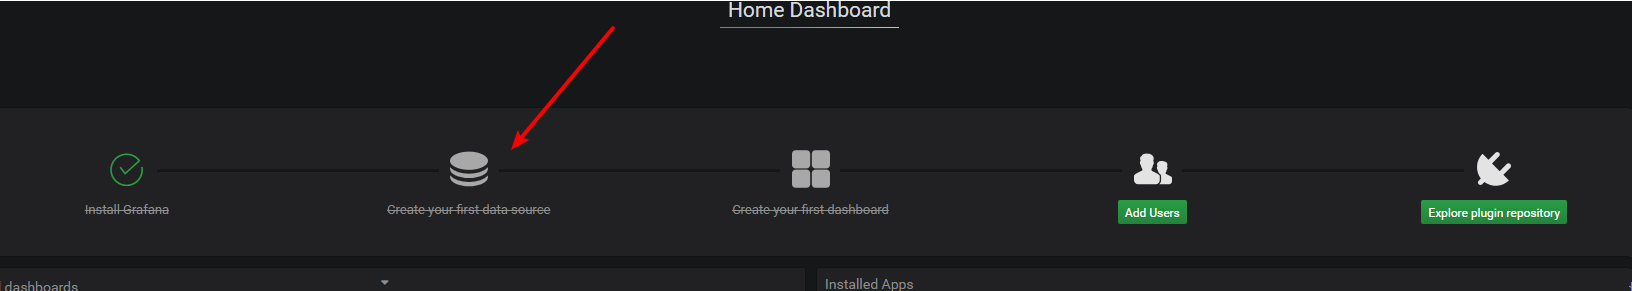 Home Dashboard
Install Grafana
Create your first data source
Create your first dashboard
Add Users
Explore plugin repository
dashboards
Installed Apps